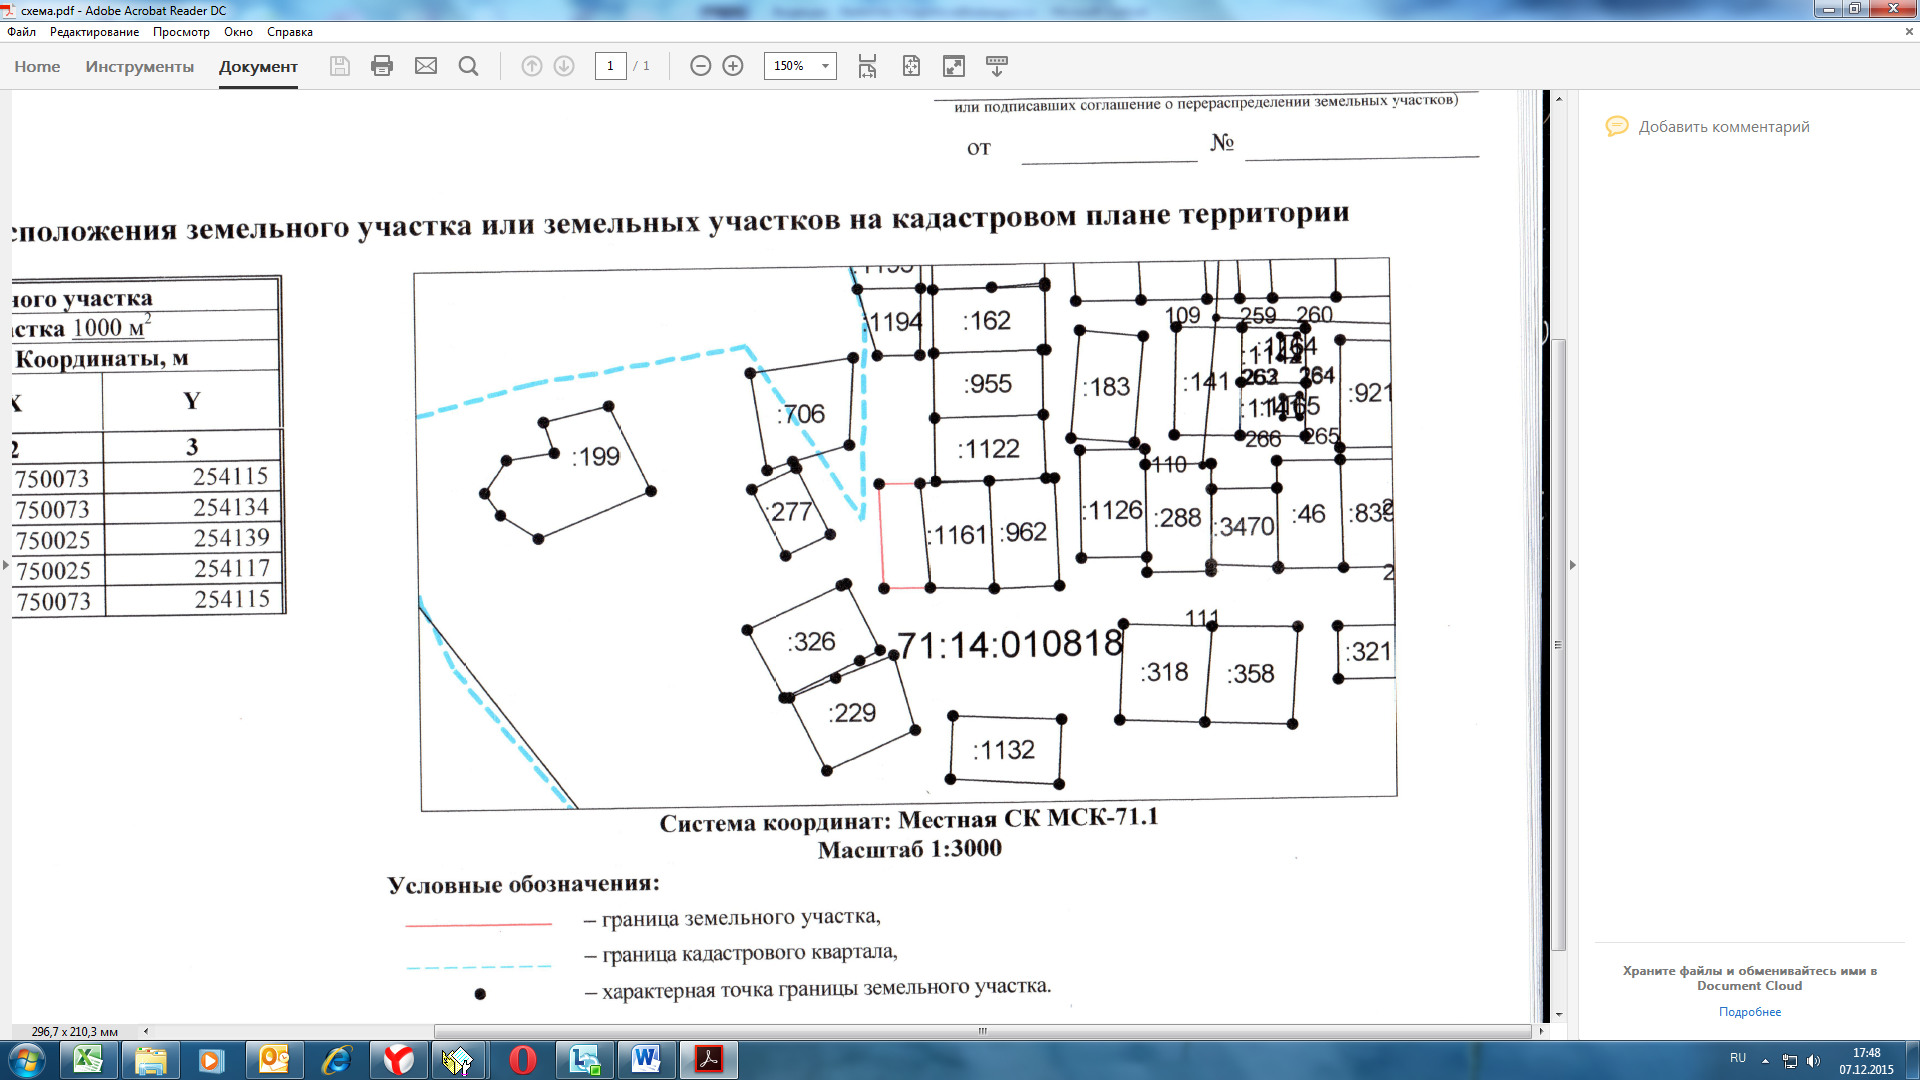 схема.pdf - Adobe Acrobat Reader DC
Файл Редактирование Просмотр Окно Справка
Home Инструменты Документ 1 / 1 150%
или подписавших соглашение о перераспределении земельных участков)
от № 
сположения земельного участка или земельных участков на кадастровом плане территории
ного участка
астка 1000 м2
Координаты, м
X Y
2 3
750073 254115
750073 254134
750025 254139
750025 254117
750073 254115
:1194
:162
:955
:1122
:706
:199
:277
:1161
:962
:326
:229
:1132
71:14:010818
:183
109
259
260
:141
264
:921
266
265
110
:1126
:288
:3470
:46
111
:318
:358
:321
Система координат: Местная СК МСК-71.1
Масштаб 1:3000
Условные обозначения:
– граница земельного участка,
– граница кадастрового квартала,
– характерная точка границы земельного участка.
Добавить комментарий
Храните файлы и обменивайтесь ими в
Document Cloud
Подробнее
296,7 x 210,3 мм
RU
17:48
07.12.2015